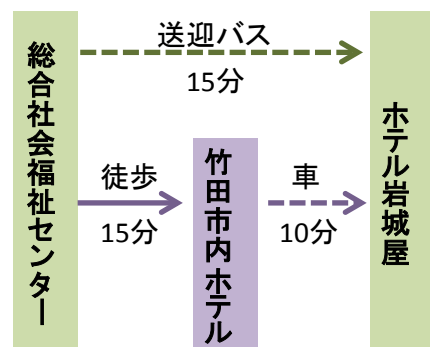 総合社会福祉センター
送迎バス
15分
徒歩
15分
竹田市内ホテル
車
10分
ホテル岩城屋